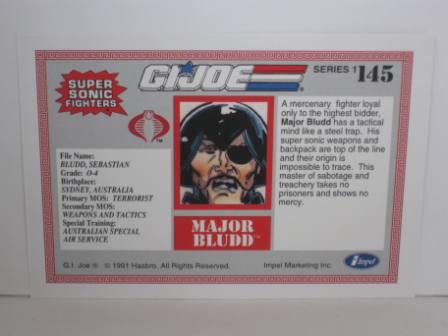 G.I.JOE
SERIES 1 145
SUPER
SONIC
FIGHTERS
TM
File Name:
BLUDD, SEBASTIAN
Grade: O-4
Birthplace:
SYDNEY, AUSTRALIA
Primary MOS: TERRORIST
Secondary MOS:
WEAPONS AND TACTICS
Special Training:
AUSTRALIAN SPECIAL
AIR SERVICE
MAJOR
BLUDD
A mercenary fighter loyal
only to the highest bidder,
Major Bludd has a tactical
mind like a steel trap. His
super sonic weapons and
backpack are top of the line
and their origin is
impossible to trace. This
master of sabotage and
treachery takes no
prisoners and shows no
mercy.
G.I. Joe ® © 1991 Hasbro. All Rights Reserved.
Impel Marketing Inc.
impel